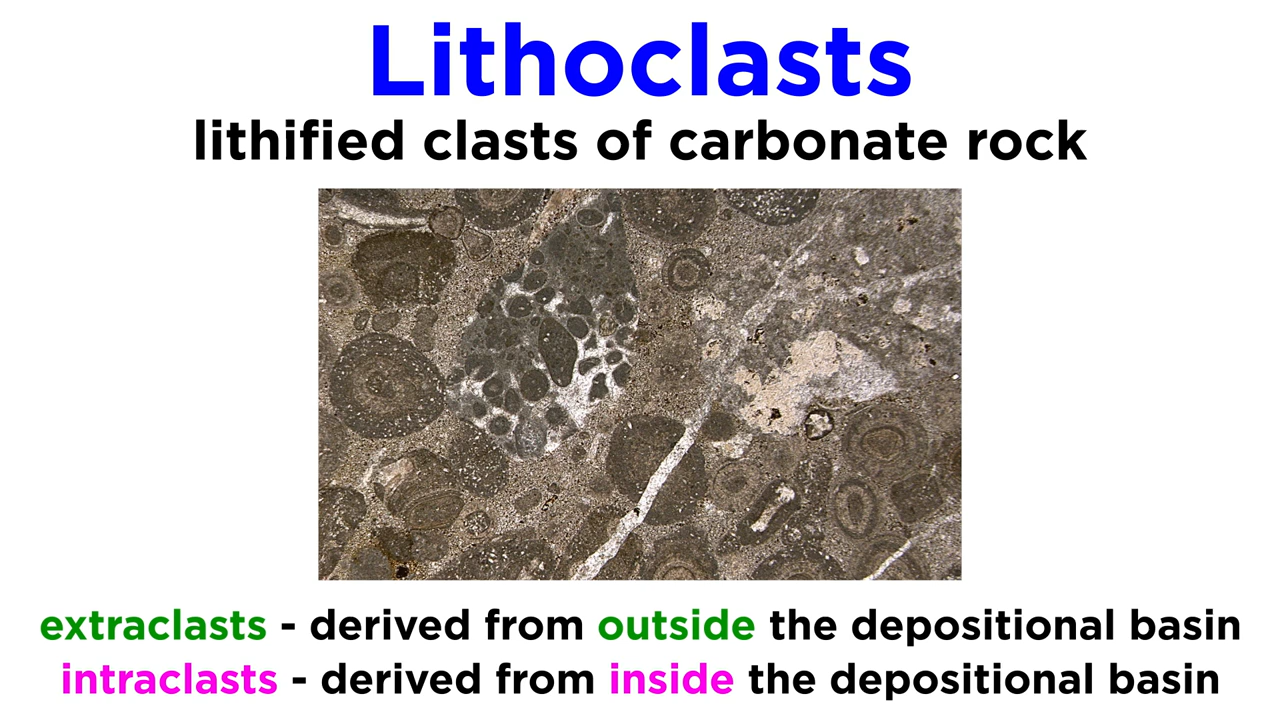 Lithoclasts
lithified clasts of carbonate rock
extraclasts - derived from outside the depositional basin
intraclasts - derived from inside the depositional basin